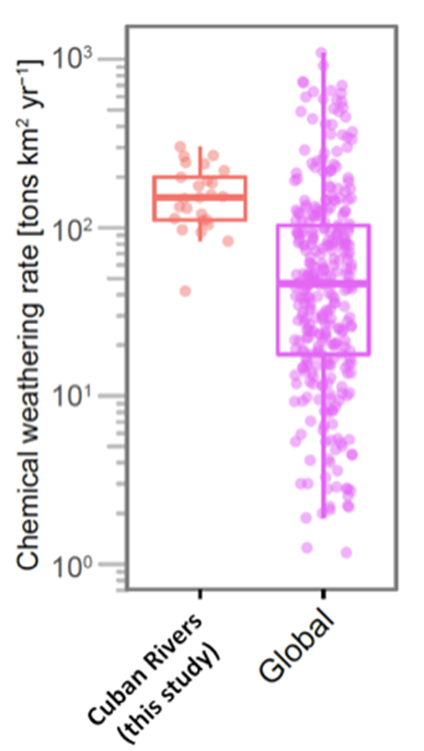 Chemical weathering rate [tons km² yr⁻¹]
10³
10²
10¹
10⁰
Cuban Rivers
(this study)
Global